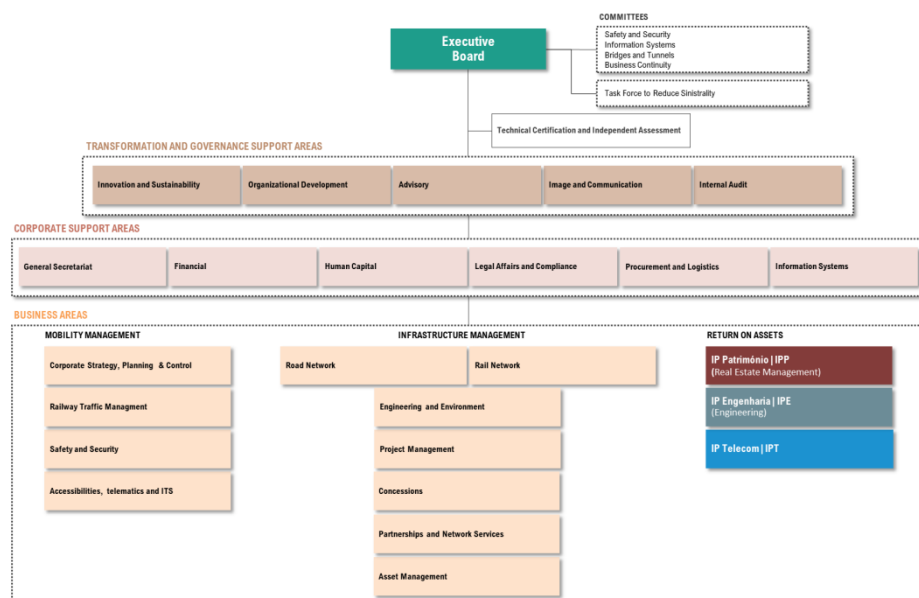 COMMITTEES
Executive
Board
Safety and Security
Information Systems
Bridges and Tunnels
Business Continuity
Task Force to Reduce Sinistrality
Technical Certification and Independent Assessment
TRANSFORMATION AND GOVERNANCE SUPPORT AREAS
Innovation and Sustainability
Organizational Development
Advisory
Image and Communication
Internal Audit
CORPORATE SUPPORT AREAS
General Secretariat
Financial
Human Capital
Legal Affairs and Compliance
Procurement and Logistics
Information Systems
BUSINESS AREAS
MOBILITY MANAGEMENT
Corporate Strategy, Planning & Control
Railway Traffic Managment
Safety and Security
Accessibilities, telematics and ITS
INFRASTRUCTURE MANAGEMENT
Road Network
Rail Network
Engineering and Environment
Project Management
Concessions
Partnerships and Network Services
Asset Management
RETURN ON ASSETS
IP Património | IPP
(Real Estate Management)
IP Engenharia | IPE
(Engineering)
IP Telecom | IPT